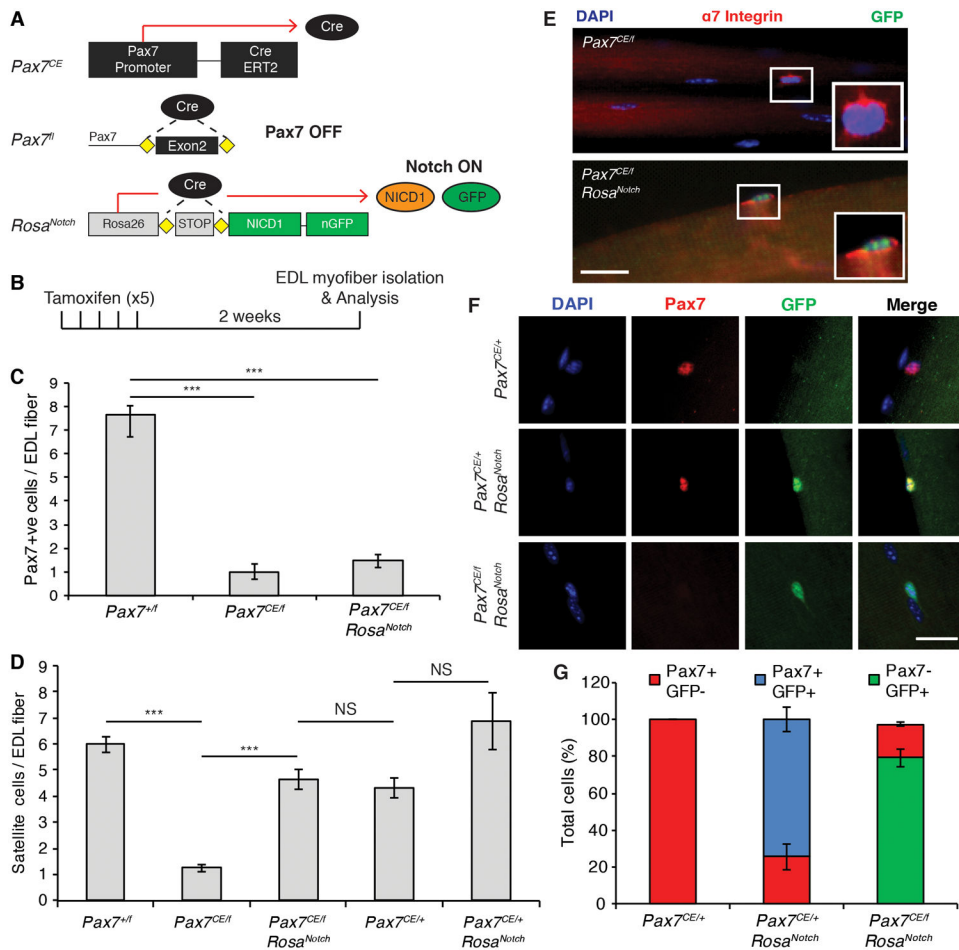 A
Pax7^CE
Pax7 Promoter
Cre ERT2
Cre
Pax7^fl
Pax7
Cre
Exon2
Pax7 OFF
Notch ON
Rosa^Notch
Rosa26
Cre
STOP
NICD1
nGFP
NICD1
GFP
B
Tamoxifen (x5)
2 weeks
EDL myofiber isolation
& Analysis
C
Pax7+ve cells / EDL fiber
9
8
7
6
5
4
3
2
1
0
***
***
Pax7^+/f
Pax7^CE/f
Pax7^CE/f
Rosa^Notch
D
Satellite cells / EDL fiber
9
8
7
6
5
4
3
2
1
0
***
***
NS
NS
Pax7^+/f
Pax7^CE/f
Pax7^CE/f
Rosa^Notch
Pax7^CE/+
Pax7^CE/+
Rosa^Notch
E
DAPI
α7 Integrin
GFP
Pax7^CE/f
Pax7^CE/f
Rosa^Notch
F
DAPI
Pax7
GFP
Merge
Pax7^CE/+
Pax7^CE/+
Rosa^Notch
Pax7^CE/f
Rosa^Notch
G
Pax7+
GFP-
Pax7+
GFP+
Pax7-
GFP+
Total cells (%)
120
100
80
60
40
20
0
Pax7^CE/+
Pax7^CE/+
Rosa^Notch
Pax7^CE/f
Rosa^Notch